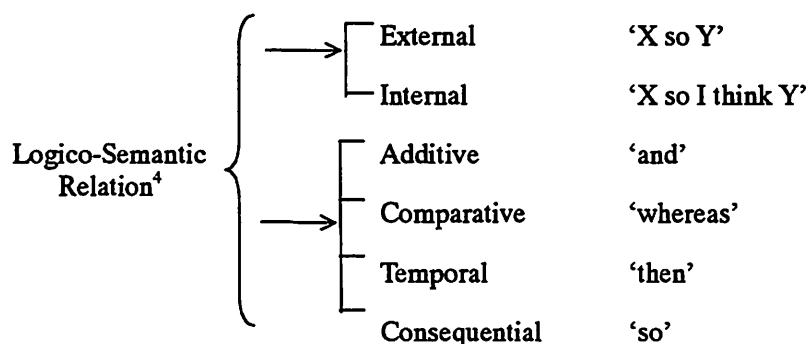 External ‘X so Y’
Internal ‘X so I think Y’
Logico-Semantic
Relation4
Additive ‘and’
Comparative ‘whereas’
Temporal ‘then’
Consequential ‘so’